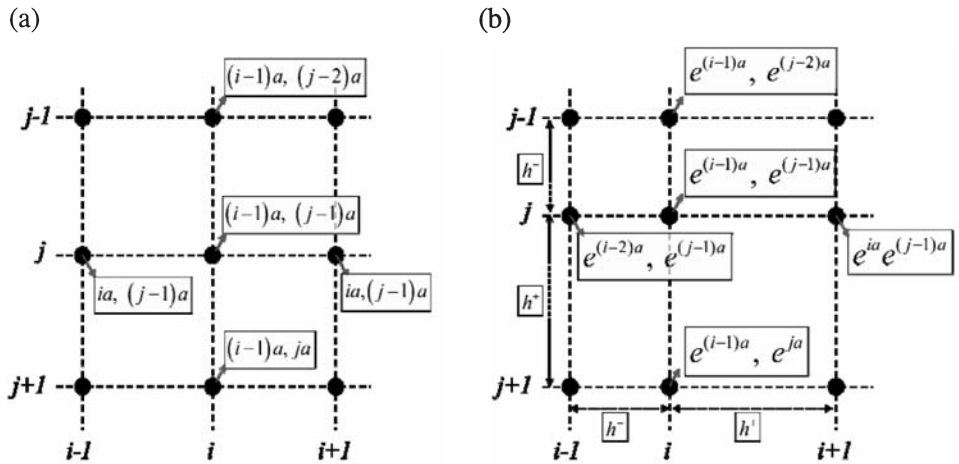 (a)
(b)
(i−1)a, (j−2)a
e^{(i−1)a}, e^{(j−2)a}
j-1
j-1
h⁻
(i−1)a, (j−1)a
e^{(i−1)a}, e^{(j−1)a}
j
j
ia, (j−1)a
ia,(j−1)a
e^{(i−2)a}, e^{(j−1)a}
e^{ia}e^{(j−1)a}
h⁺
(i−1)a, ja
e^{(i−1)a}, e^{ja}
j+1
j+1
h⁻
i-1
i
i+1
i-1
i
i+1